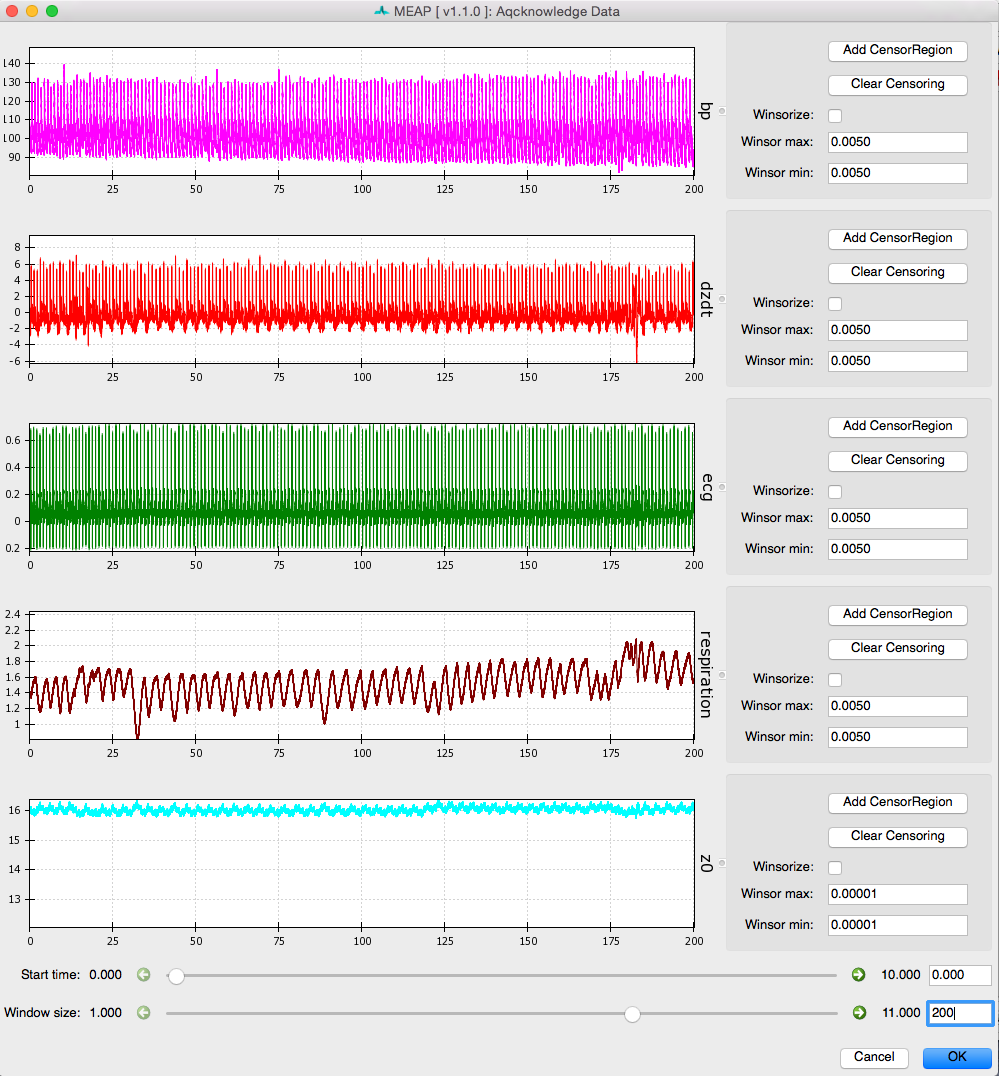 MEAP [ v1.1.0 ]: Aqcknowledge Data
140
130
120
110
100
90
0 25 50 75 100 125 150 175 200
bp
Add CensorRegion
Clear Censoring
Winsorize:
Winsor max: 0.0050
Winsor min: 0.0050
8
6
4
2
0
-2
-4
-6
0 25 50 75 100 125 150 175 200
dzdt
Add CensorRegion
Clear Censoring
Winsorize:
Winsor max: 0.0050
Winsor min: 0.0050
0.6
0.4
0.2
0
0.2
0 25 50 75 100 125 150 175 200
ecg
Add CensorRegion
Clear Censoring
Winsorize:
Winsor max: 0.0050
Winsor min: 0.0050
2.4
2.2
2
1.8
1.6
1.4
1.2
1
0 25 50 75 100 125 150 175 200
respiration
Add CensorRegion
Clear Censoring
Winsorize:
Winsor max: 0.0050
Winsor min: 0.0050
16
15
14
13
0 25 50 75 100 125 150 175 200
z0
Add CensorRegion
Clear Censoring
Winsorize:
Winsor max: 0.00001
Winsor min: 0.00001
Start time: 0.000 10.000 0.000
Window size: 1.000 11.000 200
Cancel OK